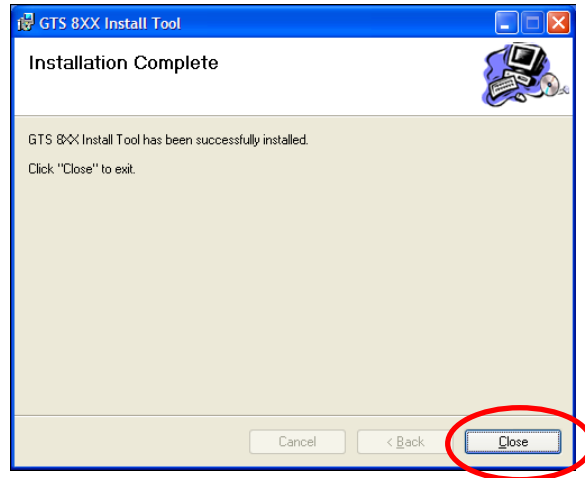 GTS 8XX Install Tool
Installation Complete
GTS 8XX Install Tool has been successfully installed.
Click "Close" to exit.
Cancel
< Back
Close